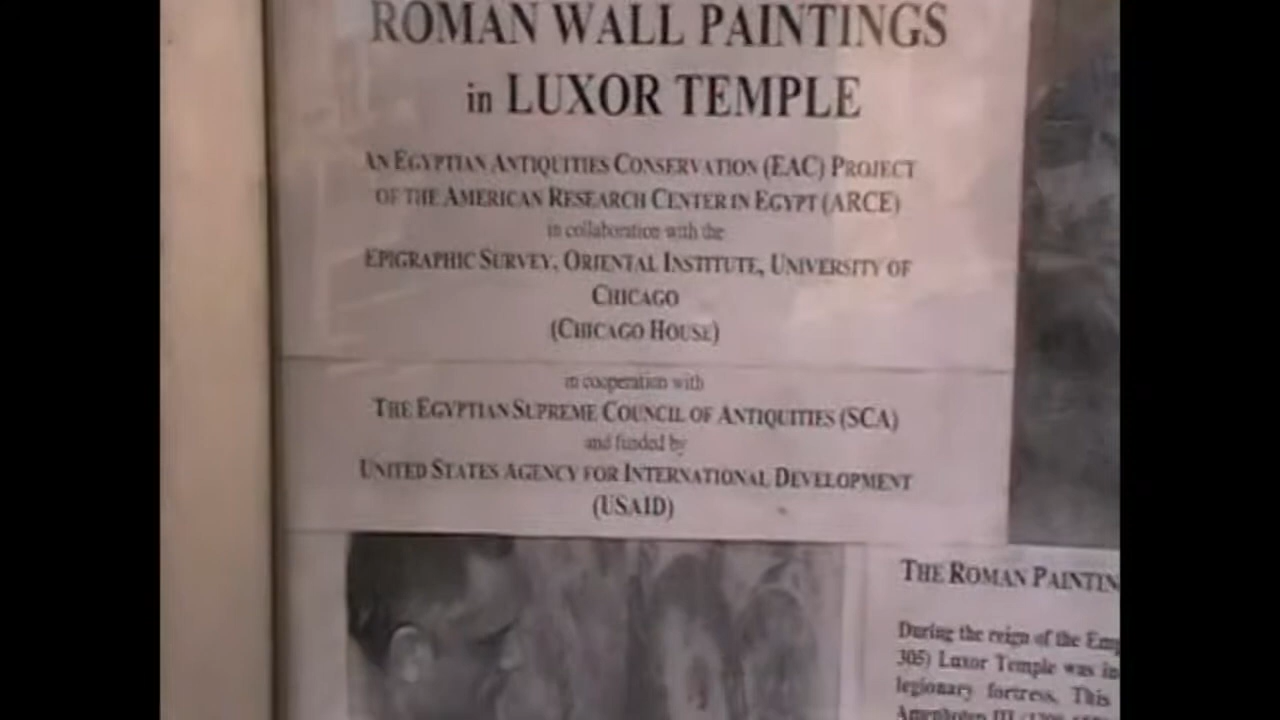 ROMAN WALL PAINTINGS
in LUXOR TEMPLE
AN EGYPTIAN ANTIQUITIES CONSERVATION (EAC) PROJECT
OF THE AMERICAN RESEARCH CENTER IN EGYPT (ARCE)
in collaboration with the
EPIGRAPHIC SURVEY, ORIENTAL INSTITUTE, UNIVERSITY OF
CHICAGO
(CHICAGO HOUSE)
in cooperation with
THE EGYPTIAN SUPREME COUNCIL OF ANTIQUITIES (SCA)
and funded by
UNITED STATES AGENCY FOR INTERNATIONAL DEVELOPMENT
(USAID)
THE ROMAN PAINTIN
During the reign of the Emp
305) Luxor Temple was in
legionary fortress. This
Amenhotep III